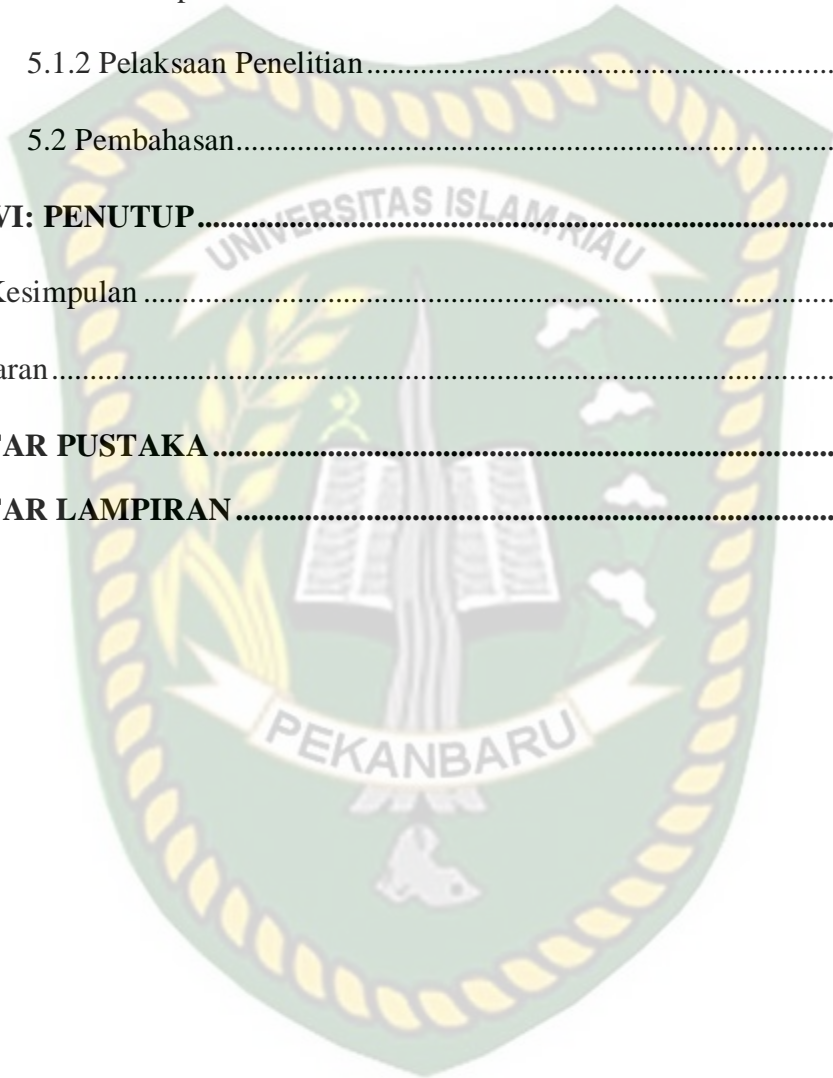 5.1.2 Pelaksaan Penelitian................................................................
5.2 Pembahasan................................................................................
UNIVERSITAS ISLAM RIAU
VI: PENUTUP................................................................................
Kesimpulan................................................................................
aran................................................................................
AR PUSTAKA................................................................................
AR LAMPIRAN................................................................................
PEKANBARU